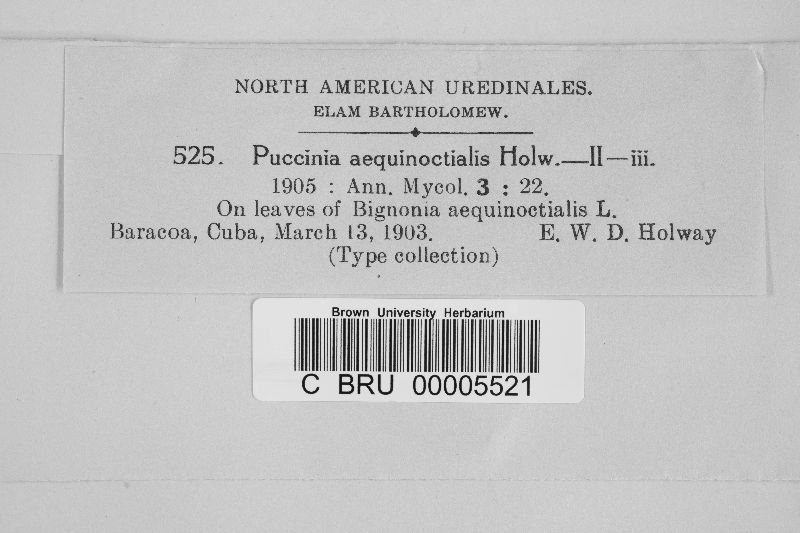 NORTH AMERICAN UREDINALES.
ELAM BARTHOLOMEW.
525. Puccinia aequinoctialis Holw.—II—iii.
1905 : Ann. Mycol. 3 : 22.
On leaves of Bignonia aequinoctialis L.
Baracoa, Cuba, March 13, 1903. E. W. D. Holway
(Type collection)
Brown University Herbarium
C BRU 00005521